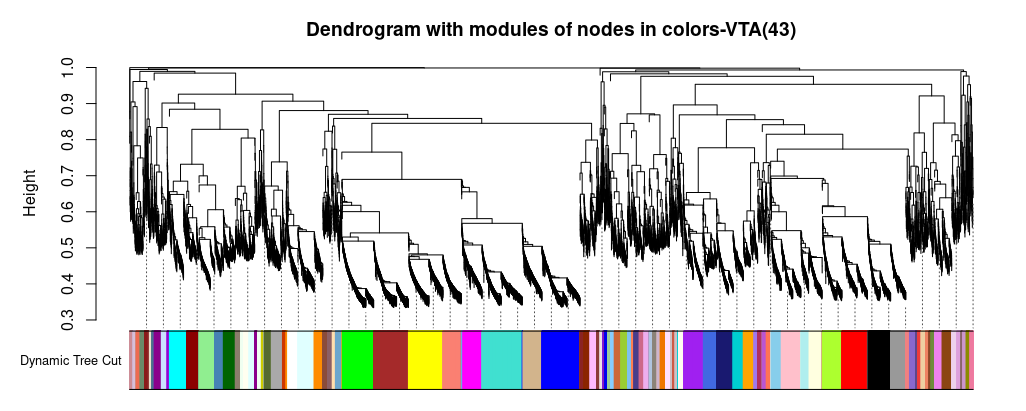 Dendrogram with modules of nodes in colors-VTA(43)
Height
1.0
0.9
0.8
0.7
0.6
0.5
0.4
0.3
Dynamic Tree Cut